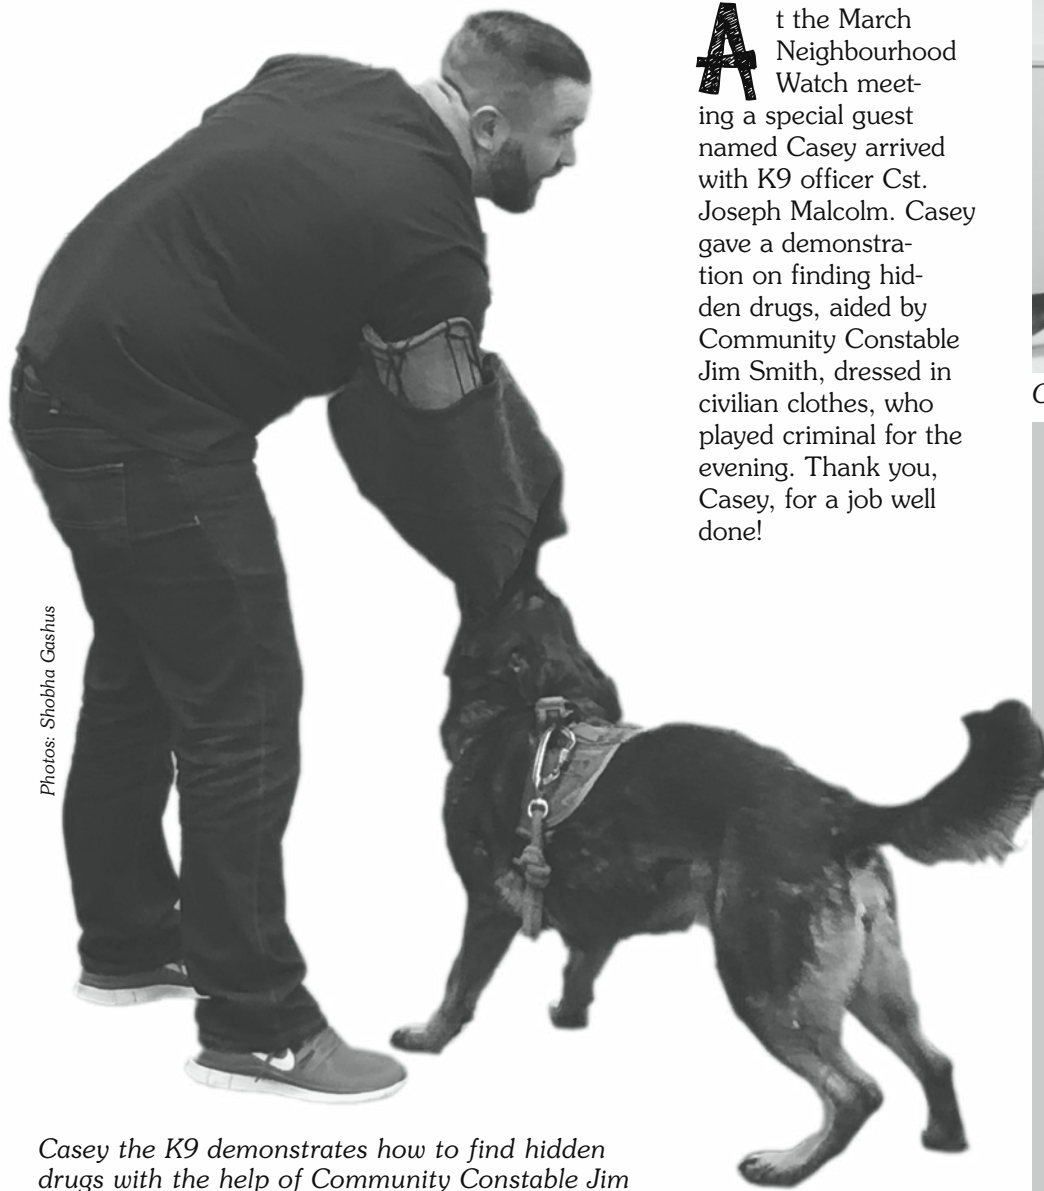 At the March
Neighbourhood
Watch meet-
ing a special guest
named Casey arrived
with K9 officer Cst.
Joseph Malcolm. Casey
gave a demonstra-
tion on finding hid-
den drugs, aided by
Community Constable
Jim Smith, dressed in
civilian clothes, who
played criminal for the
evening. Thank you,
Casey, for a job well
done!
Photos: Shobha Gashus
Casey the K9 demonstrates how to find hidden
drugs with the help of Community Constable Jim